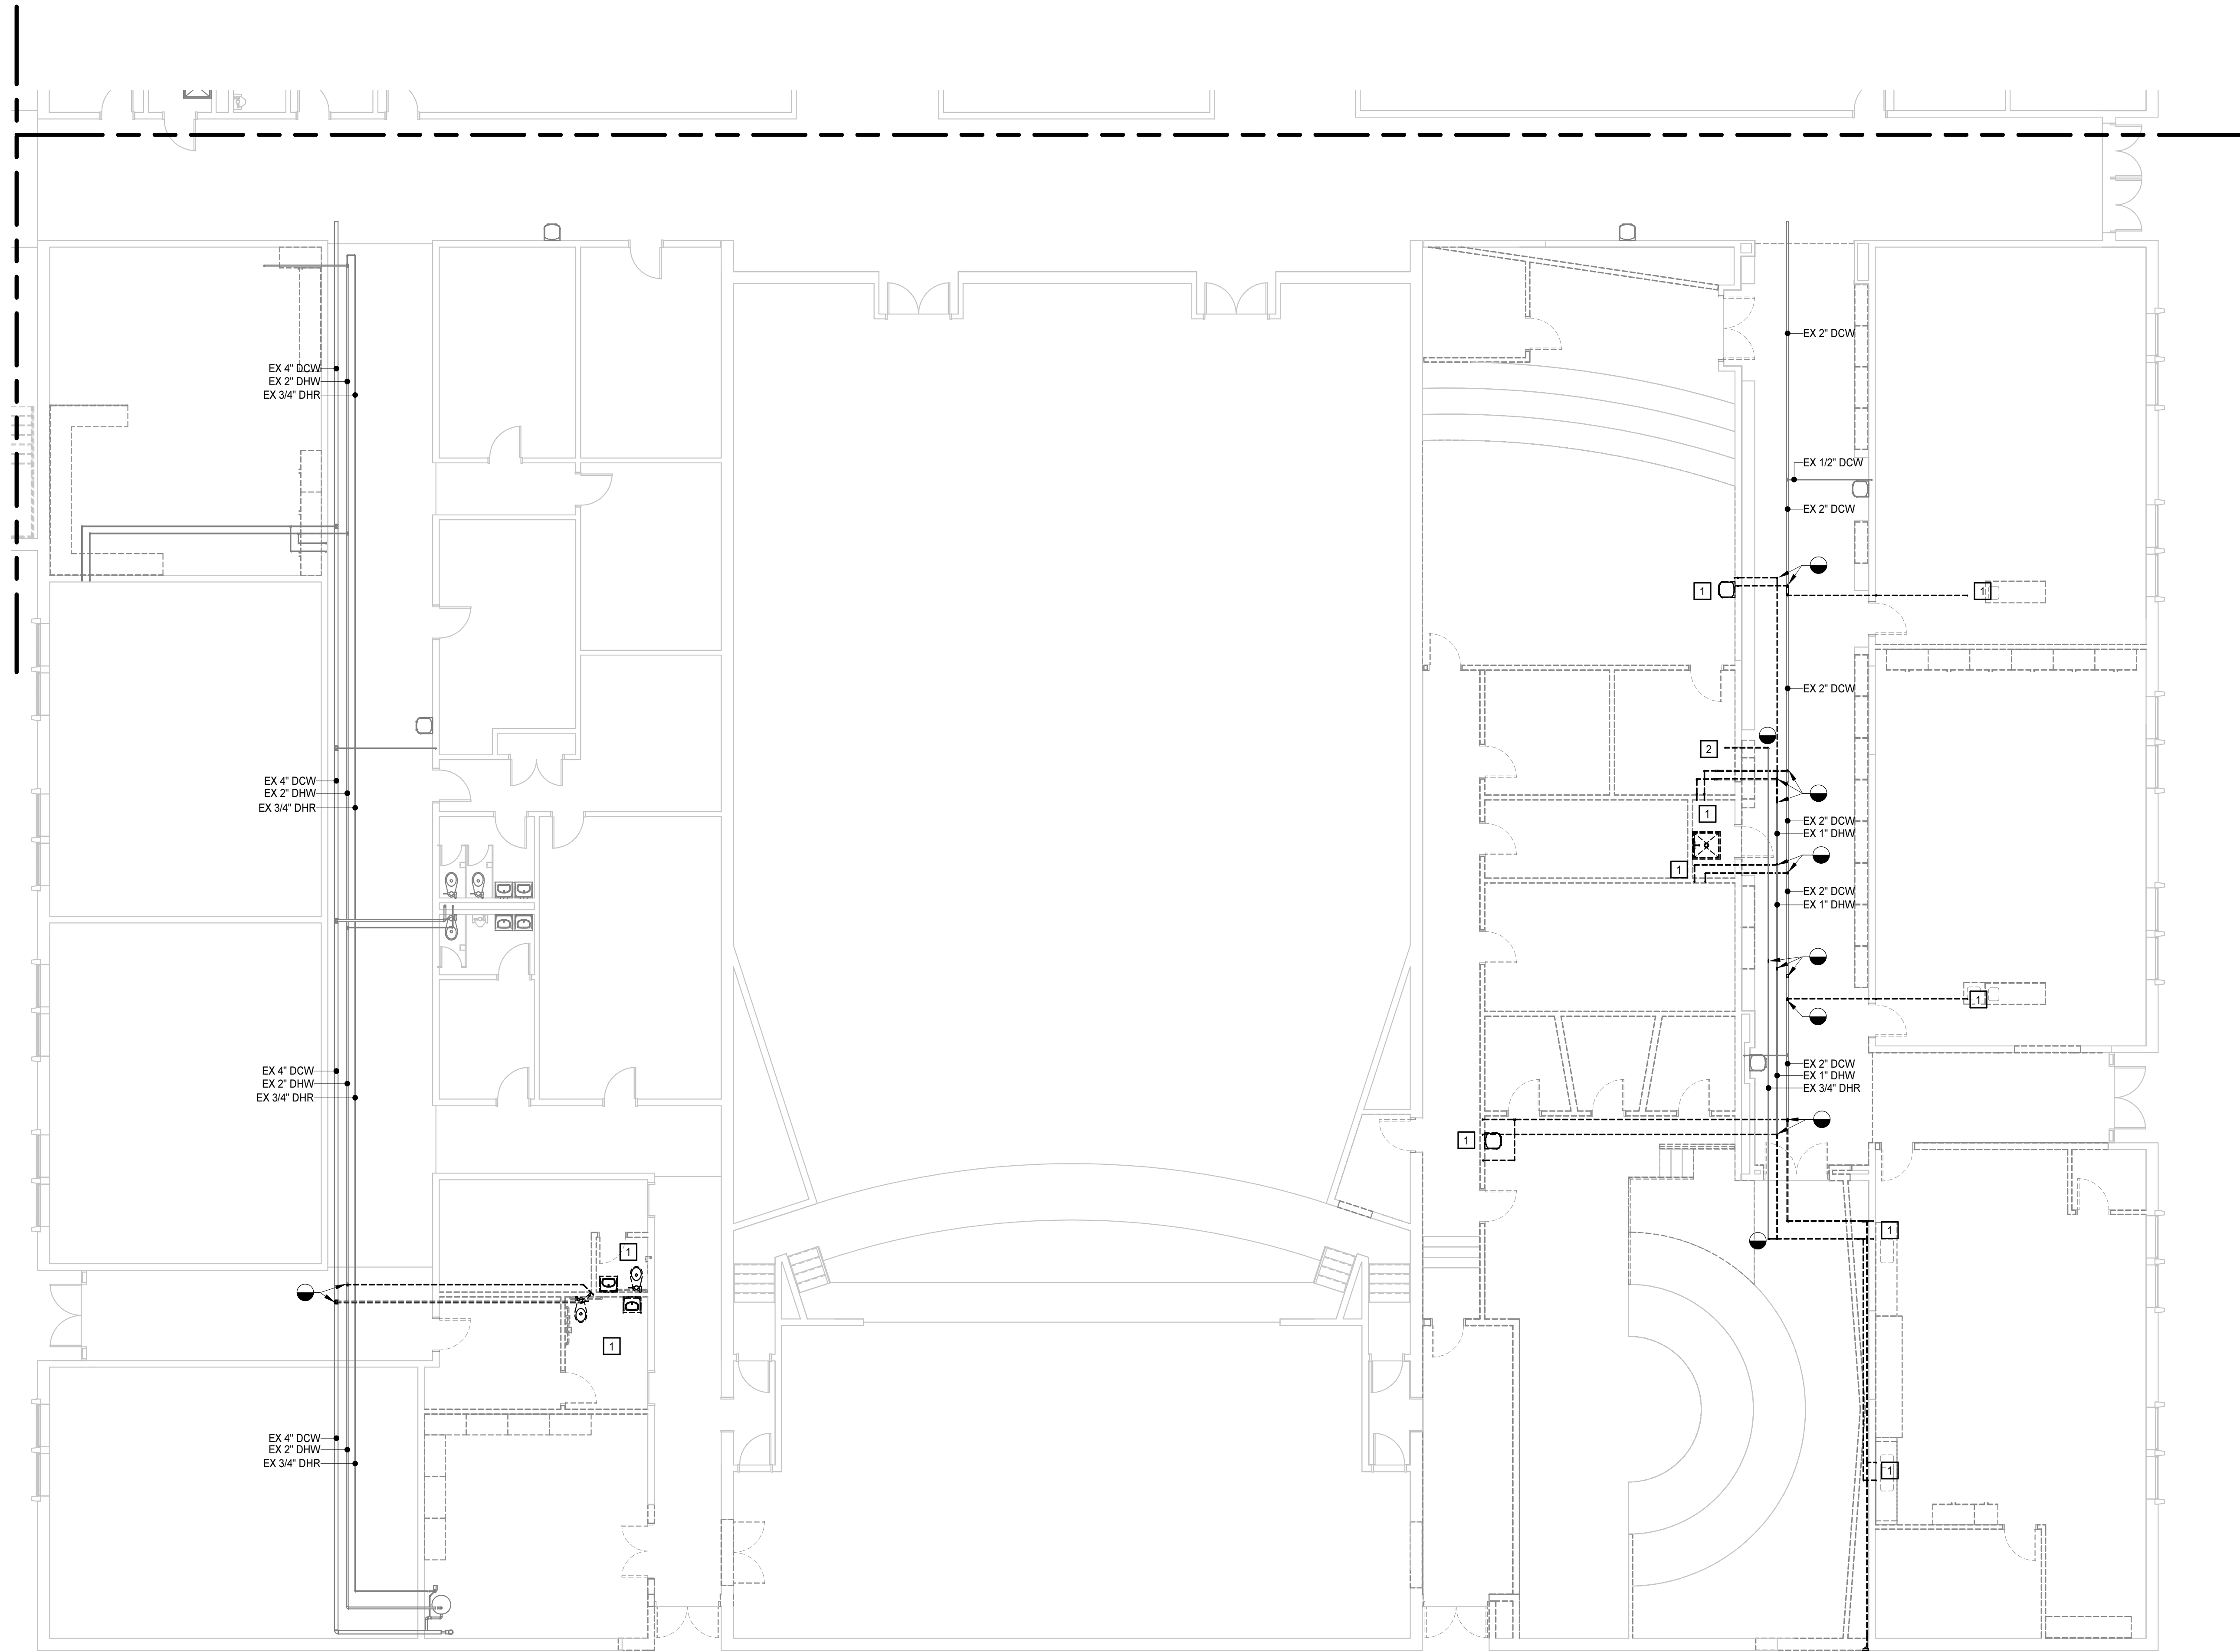 EX 4" DCW
EX 2" DHW
EX 3/4" DHR
EX 4" DCW
EX 2" DHW
EX 3/4" DHR
EX 4" DCW
EX 2" DHW
EX 3/4" DHR
1
1
EX 4" DCW
EX 2" DHW
EX 3/4" DHR
EX 2" DCW
EX 1/2" DCW
EX 2" DCW
1
1
EX 2" DCW
2
1
EX 2" DCW
EX 1" DHW
1
EX 2" DCW
EX 1" DHW
1
EX 2" DCW
EX 1" DHW
EX 3/4" DHR
1
1
1